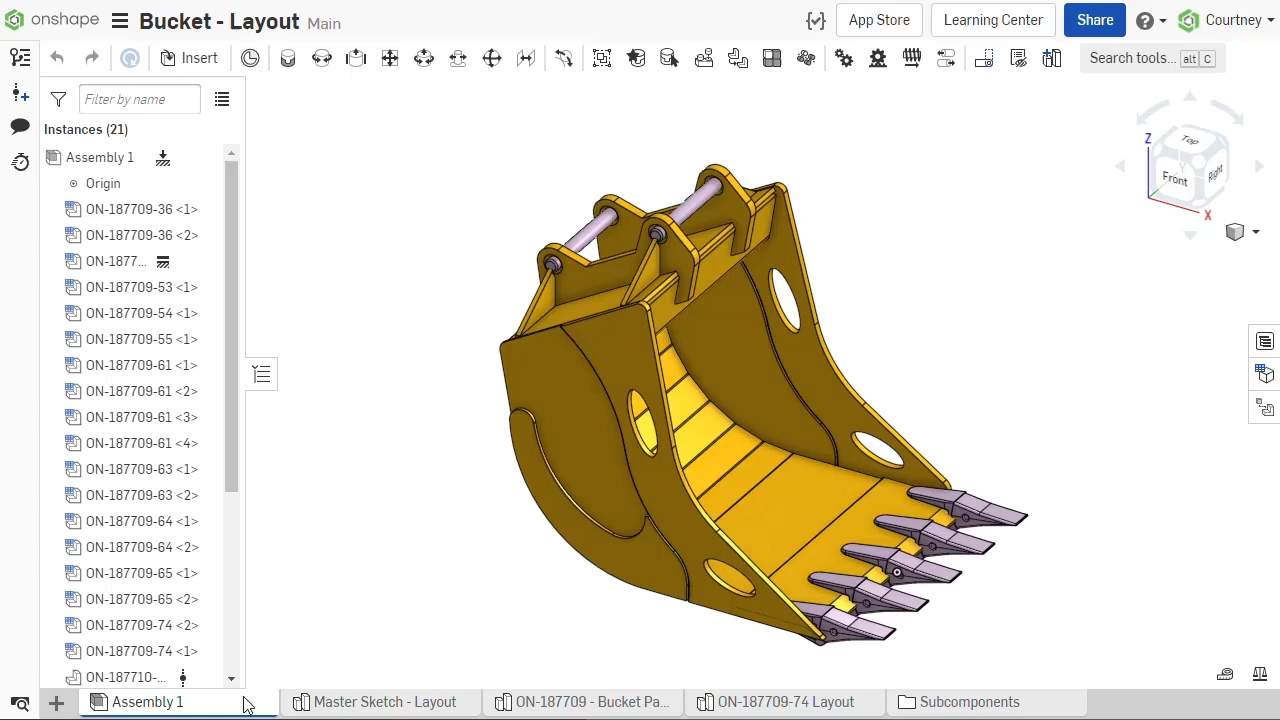 onshape Bucket - Layout Main App Store Learning Center Share Courtney
Insert Search tools... alt C
Filter by name
Instances (21)
Assembly 1
Origin
ON-187709-36 <1>
ON-187709-36 <2>
ON-1877...
ON-187709-53 <1>
ON-187709-54 <1>
ON-187709-55 <1>
ON-187709-61 <1>
ON-187709-61 <2>
ON-187709-61 <3>
ON-187709-61 <4>
ON-187709-63 <1>
ON-187709-63 <2>
ON-187709-64 <1>
ON-187709-64 <2>
ON-187709-65 <1>
ON-187709-65 <2>
ON-187709-74 <2>
ON-187709-74 <1>
ON-187710-...
Z
Top
Y
Front Right
X
Assembly 1 Master Sketch - Layout ON-187709 - Bucket Pa... ON-187709-74 Layout Subcomponents